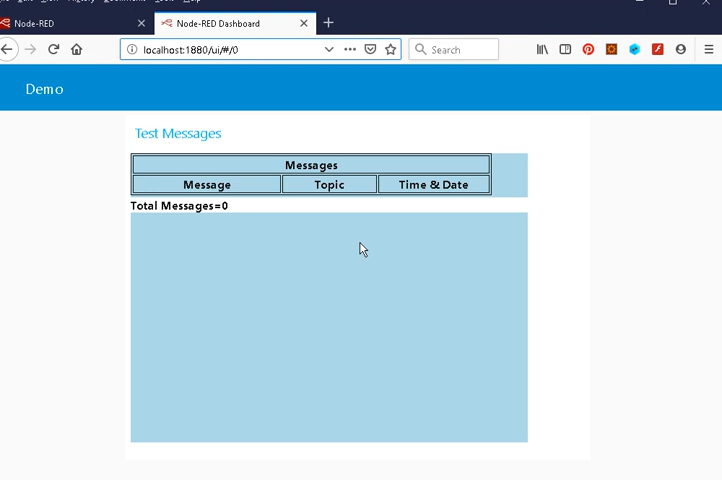 Node-RED
Node-RED Dashboard
localhost:1880/ui/#/0
Search
Demo
Test Messages
Messages
Message Topic Time & Date
Total Messages=0